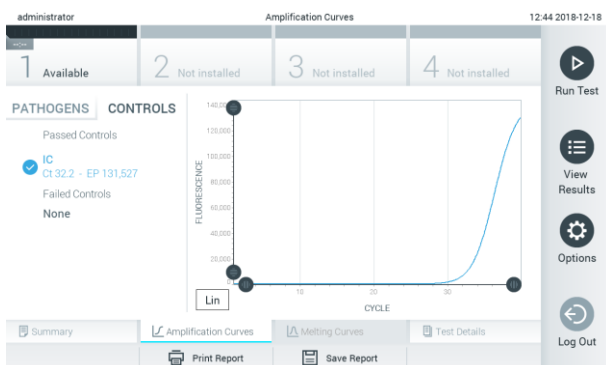 administrator
Amplification Curves
12:44 2018-12-18
--:--
1 Available
2 Not installed
3 Not installed
4 Not installed
Run Test
PATHOGENS
CONTROLS
Passed Controls
IC
Ct 32.2 - EP 131,527
Failed Controls
None
FLUORESCENCE
140,000
120,000
100,000
80,000
60,000
40,000
20,000
0
10
20
30
CYCLE
Lin
View
Results
Options
Log Out
Summary
Amplification Curves
Melting Curves
Test Details
Print Report
Save Report